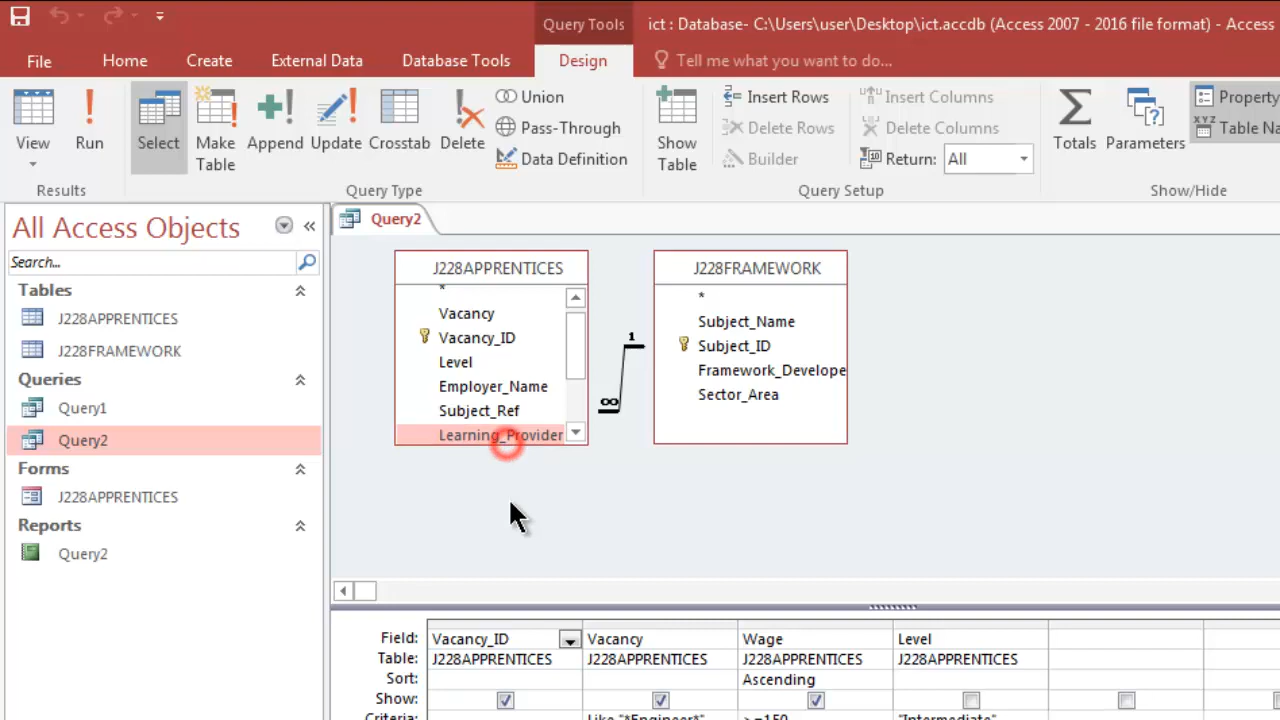 Query Tools
ict : Database- C:\Users\user\Desktop\ict.accdb (Access 2007 - 2016 file format) - Access
File Home Create External Data Database Tools Design Tell me what you want to do...
View Run Select Make Table Append Update Crosstab Delete
Union
Pass-Through
Data Definition
Show Table
Insert Rows
Delete Rows
Builder
Insert Columns
Delete Columns
Return: All
Totals Parameters
Property
Table Na
Results Query Type Query Setup Show/Hide
All Access Objects
Search...
Tables
J228APPRENTICES
J228FRAMEWORK
Queries
Query1
Query2
Forms
J228APPRENTICES
Reports
Query2
Query2
J228APPRENTICES
*
Vacancy
Vacancy_ID
Level
Employer_Name
Subject_Ref
Learning_Provider
∞ 1
J228FRAMEWORK
*
Subject_Name
Subject_ID
Framework_Develope
Sector_Area
Field: Vacancy_ID Vacancy Wage Level
Table: J228APPRENTICES J228APPRENTICES J228APPRENTICES J228APPRENTICES
Sort: Ascending
Show:
Criteria: Like "*Engineer*" >=150 "Intermediate"